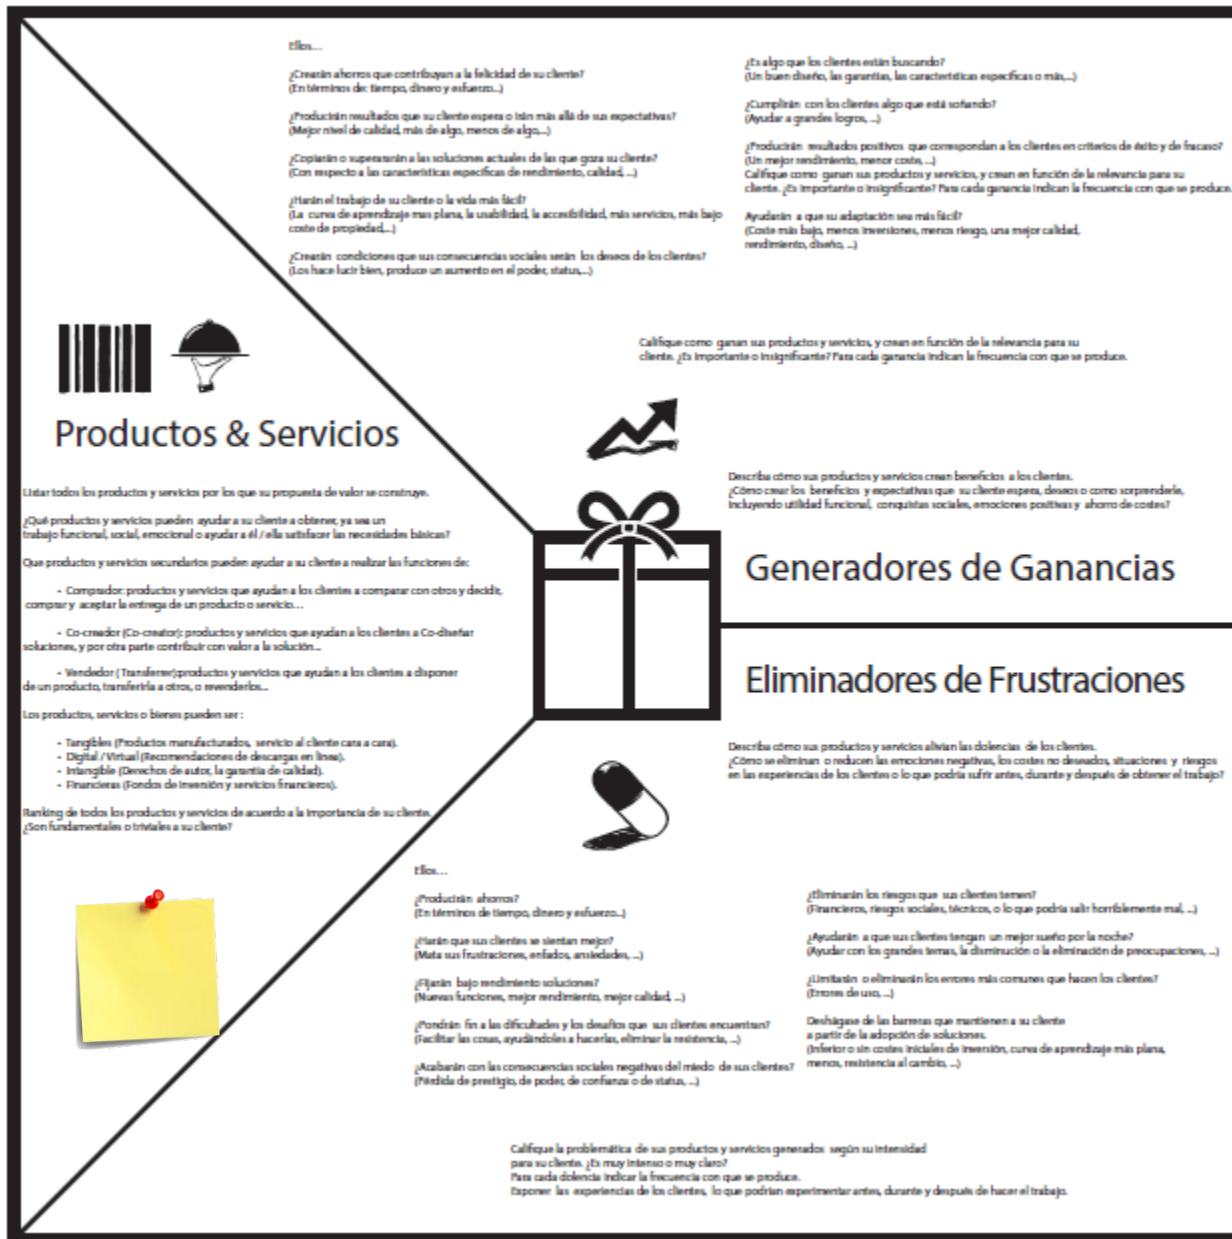 Ellos...
¿Crearán ahorros que contribuyan a la felicidad de su cliente?
(En términos de: tiempo, dinero y esfuerzo...)
¿Producirán resultados que su cliente espera o irán más allá de sus expectativas?
(Mejor nivel de calidad, más de algo, menos de algo,...)
¿Copiarán o superararán a las soluciones actuales de las que goza su cliente?
(Con respecto a las características específicas de rendimiento, calidad, ...)
¿Harán el trabajo de su cliente o la vida más fácil?
(La curva de aprendizaje mas plana, la usabilidad, la accesibilidad, más servicios, más bajo
coste de propiedad,...)
¿Crearán condiciones que sus consecuencias sociales serán los deseos de los clientes?
(Los hace lucir bien, produce un aumento en el poder, status,...)
¿Es algo que los clientes están buscando?
(Un buen diseño, las garantías, las características específicas o más,...)
¿Cumplirán con los clientes algo que está soñando?
(Ayudar a grandes logros, ...)
¿Producirán resultados positivos que correspondan a los clientes en criterios de éxito y de fracaso?
(Un mejor rendimiento, menor coste, ...)
Califique como ganan sus productos y servicios, y crean en función de la relevancia para su
cliente. ¿Es importante o insignificante? Para cada ganancia indican la frecuencia con que se produce.
Ayudarán a que su adaptación sea más fácil?
(Coste más bajo, menos inversiones, menos riesgo, una mejor calidad,
rendimiento, diseño, ...)
Califique como ganan sus productos y servicios, y crean en función de la relevancia para su
cliente. ¿Es importante o insignificante? Para cada ganancia indican la frecuencia con que se produce.
Productos & Servicios
Listar todos los productos y servicios por los que su propuesta de valor se construye.
¿Qué productos y servicios pueden ayudar a su cliente a obtener, ya sea un
trabajo funcional, social, emocional o ayudar a él / ella satisfacer las necesidades básicas?
Que productos y servicios secundarios pueden ayudar a su cliente a realizar las funciones de:
- Comprador: productos y servicios que ayudan a los clientes a comparar con otros y decidir,
comprar y aceptar la entrega de un producto o servicio...
- Co-creador (Co-creator): productos y servicios que ayudan a los clientes a Co-diseñar
soluciones, y por otra parte contribuir con valor a la solución...
- Vendedor ( Transferrer):productos y servicios que ayudan a los clientes a disponer
de un producto, transferirla a otros, o revenderlos...
Los productos, servicios o bienes pueden ser :
- Tangibles (Productos manufacturados, servicio al cliente cara a cara).
- Digital / Virtual (Recomendaciones de descargas en línea).
- Intangible (Derechos de autor, la garantía de calidad).
- Financieras (Fondos de inversión y servicios financieros).
Ranking de todos los productos y servicios de acuerdo a la importancia de su cliente.
¿Son fundamentales o triviales a su cliente?
Describa cómo sus productos y servicios crean beneficios a los clientes.
¿Cómo crear los beneficios y expectativas que su cliente espera, deseos o como sorprenderle,
incluyendo utilidad funcional, conquistas sociales, emociones positivas y ahorro de costes?
Generadores de Ganancias
Eliminadores de Frustraciones
Describa cómo sus productos y servicios alivian las dolencias de los clientes.
¿Cómo se eliminan o reducen las emociones negativas, los costes no deseados, situaciones y riesgos
en las experiencias de los clientes o lo que podría sufrir antes, durante y después de obtener el trabajo?
Ellos...
¿Producirán ahorros?
(En términos de tiempo, dinero y esfuerzo...)
¿Harán que sus clientes se sientan mejor?
(Mata sus frustraciones, enfados, ansiedades, ...)
¿Fijarán bajo rendimiento soluciones?
(Nuevas funciones, mejor rendimiento, mejor calidad, ...)
¿Pondrán fin a las dificultades y los desafíos que sus clientes encuentran?
(Facilitar las cosas, ayudándoles a hacerlas, eliminar la resistencia, ...)
¿Acabarán con las consecuencias sociales negativas del miedo de sus clientes?
(Pérdida de prestigio, de poder, de confianza o de status, ...)
¿Eliminarán los riesgos que sus clientes temen?
(Financieros, riesgos sociales, técnicos, o lo que podría salir horriblemente mal, ...)
¿Ayudarán a que sus clientes tengan un mejor sueño por la noche?
(Ayudar con los grandes temas, la disminución o la eliminación de preocupaciones, ...)
¿Limitarán o eliminarán los errores más comunes que hacen los clientes?
(Errores de uso, ...)
Deshágase de las barreras que mantienen a su cliente
a partir de la adopción de soluciones.
(Inferior o sin costes iniciales de inversión, curva de aprendizaje más plana,
menos, resistencia al cambio, ...)
Califique la problemática de sus productos y servicios generados según su intensidad
para su cliente. ¿Es muy intenso o muy claro?
Para cada dolencia indicar la frecuencia con que se produce.
Exponer las experiencias de los clientes, lo que podrían experimentar antes, durante y después de hacer el trabajo.